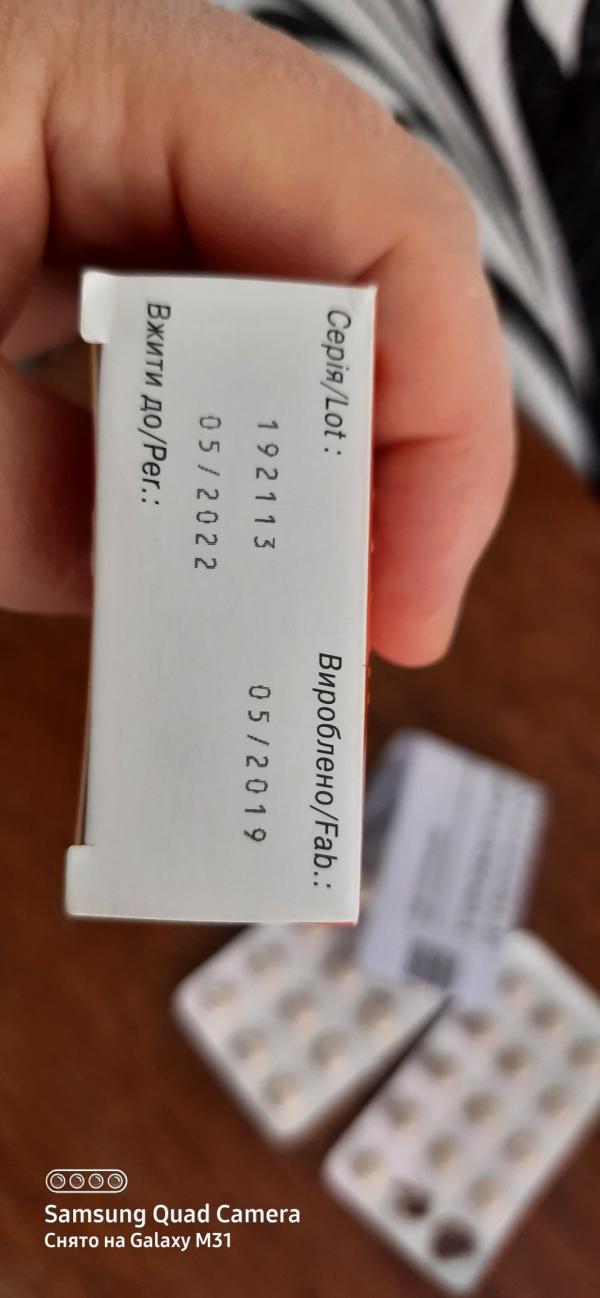 Серія/Lot :
Вироблено/Fab.:
192113
05/2019
05/2022
Вжити до/Per.:
Samsung Quad Camera
Снято на Galaxy M31